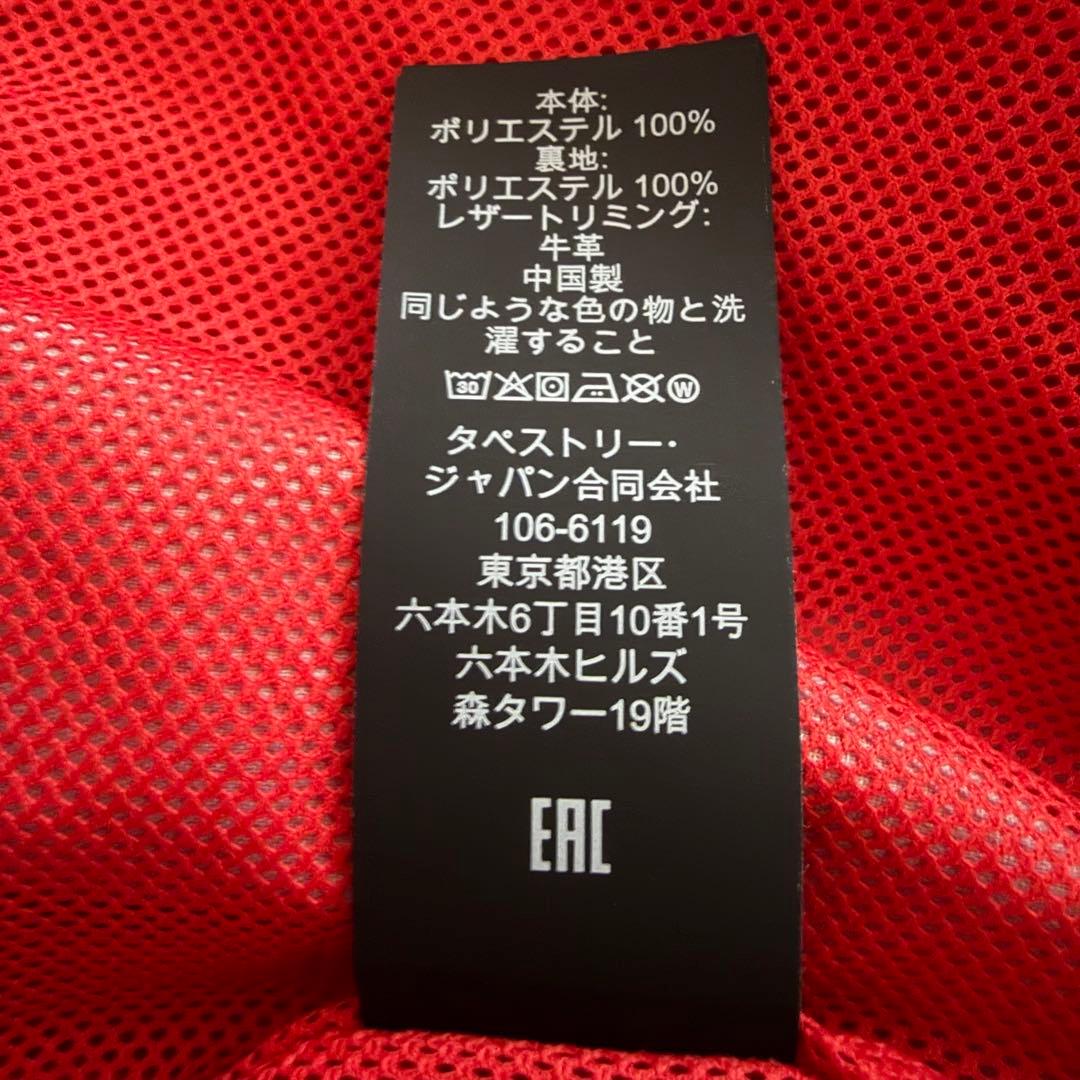 本体:
ポリエステル 100%
裏地:
ポリエステル 100%
レザートリミング:
牛革
中国製
同じような色の物と洗
濯すること
30 W
タペストリー·
ジャパン合同会社
106-6119
東京都港区
六本木6丁目10番1号
六本木ヒルズ
森タワー19階
EAC